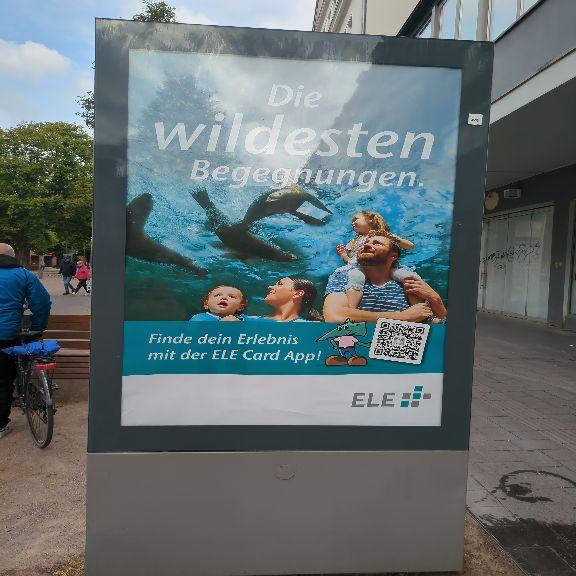 Die
wildesten
Begegnungen.
Finde dein Erlebnis
mit der ELE Card App!
ELE